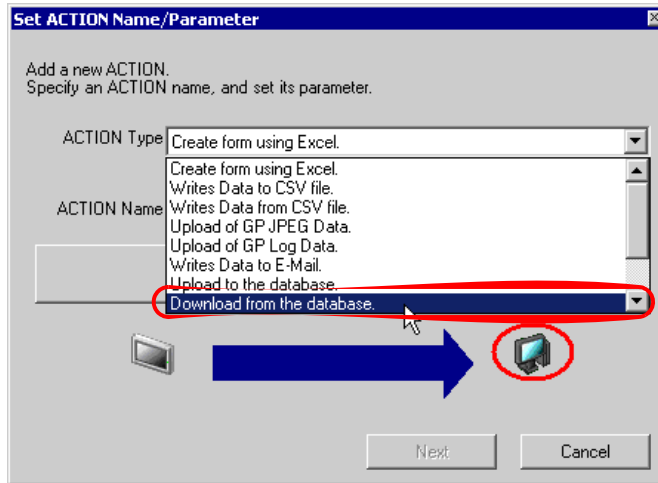 Set ACTION Name/Parameter
Add a new ACTION.
Specify an ACTION name, and set its parameter.
ACTION Type
Create form using Excel.
Create form using Excel.
Writes Data to CSV file.
ACTION Name
Writes Data from CSV file.
Upload of GP JPEG Data.
Upload of GP Log Data.
Writes Data to E-Mail.
Upload to the database.
Download from the database.
Next
Cancel